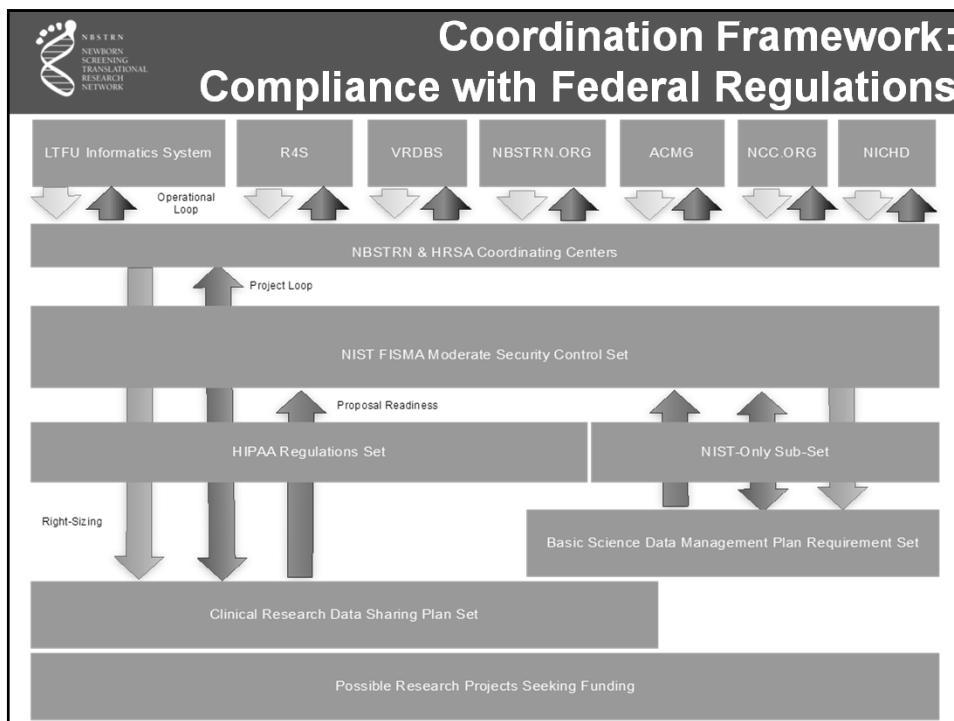 NBSTRN
NEWBORN
SCREENING
TRANSLATIONAL
RESEARCH
NETWORK
Coordination Framework:
Compliance with Federal Regulations
LTFU Informatics System
R4S
VRDBS
NBSTRN.ORG
ACMG
NCC.ORG
NICHD
Operational
Loop
NBSTRN & HRSA Coordinating Centers
Project Loop
NIST FISMA Moderate Security Control Set
Proposal Readiness
HIPAA Regulations Set
NIST-Only Sub-Set
Right-Sizing
Basic Science Data Management Plan Requirement Set
Clinical Research Data Sharing Plan Set
Possible Research Projects Seeking Funding